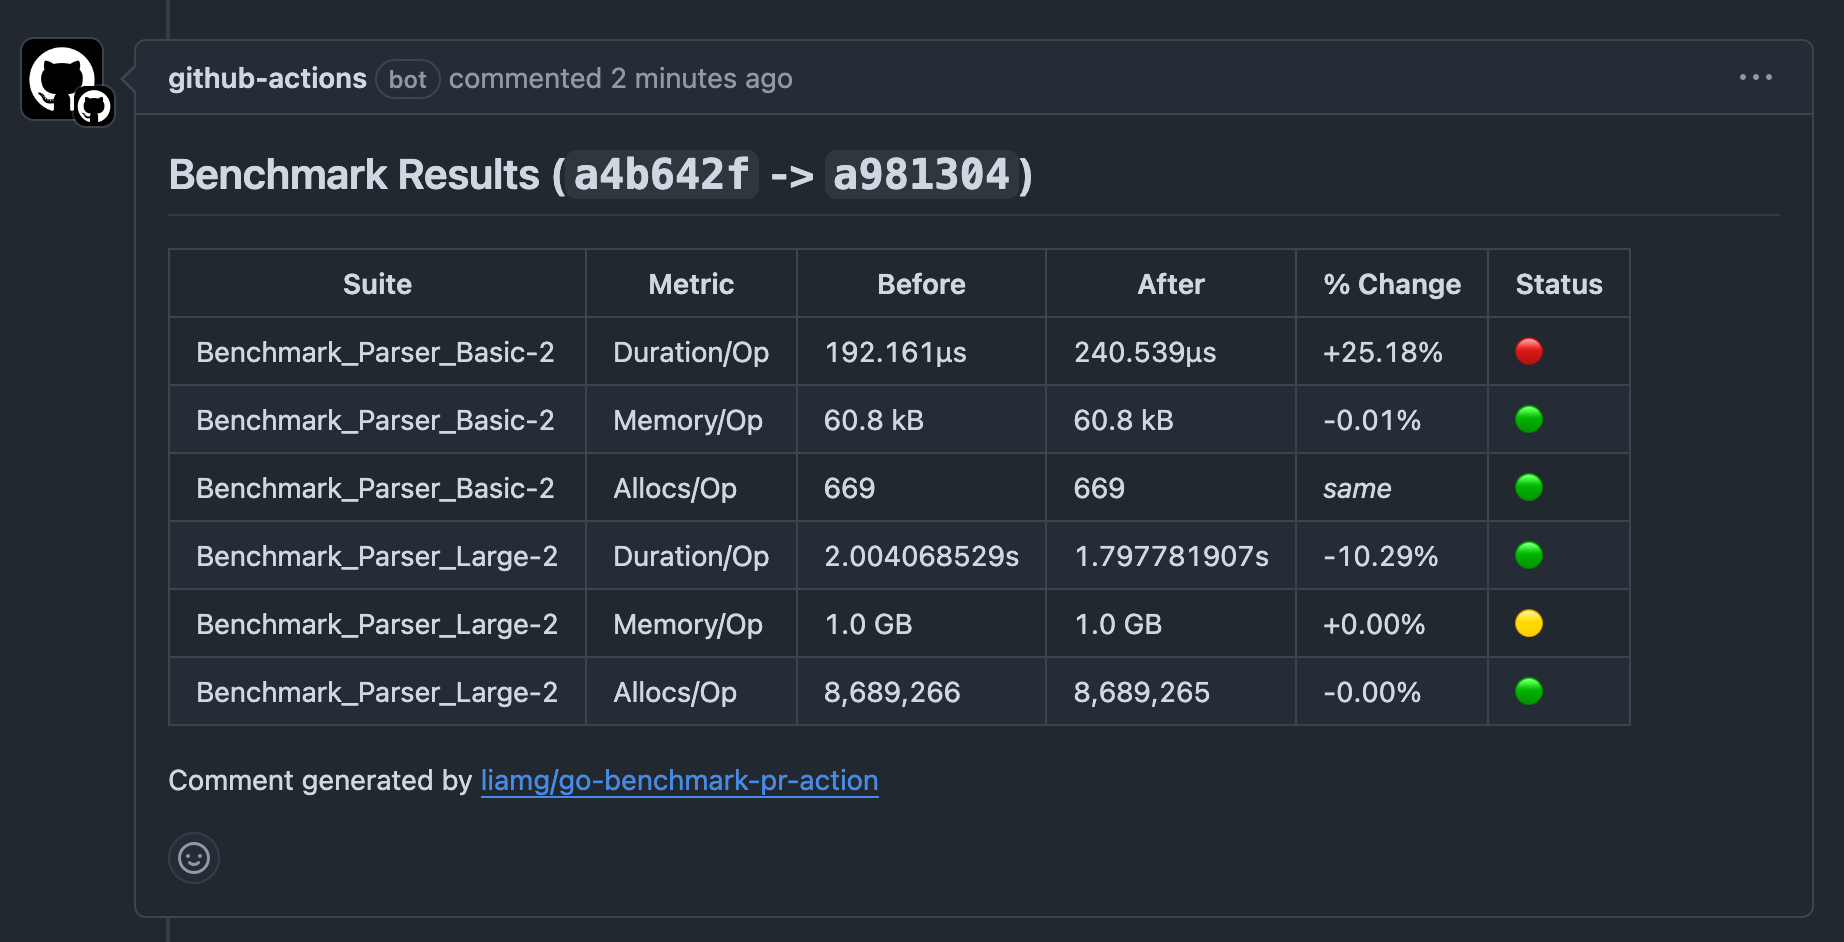 github-actions bot commented 2 minutes ago
Benchmark Results (a4b642f -> a981304)
Suite Metric Before After % Change Status
Benchmark_Parser_Basic-2 Duration/Op 192.161µs 240.539µs +25.18%
Benchmark_Parser_Basic-2 Memory/Op 60.8 kB 60.8 kB -0.01%
Benchmark_Parser_Basic-2 Allocs/Op 669 669 same
Benchmark_Parser_Large-2 Duration/Op 2.004068529s 1.797781907s -10.29%
Benchmark_Parser_Large-2 Memory/Op 1.0 GB 1.0 GB +0.00%
Benchmark_Parser_Large-2 Allocs/Op 8,689,266 8,689,265 -0.00%
Comment generated by liamg/go-benchmark-pr-action